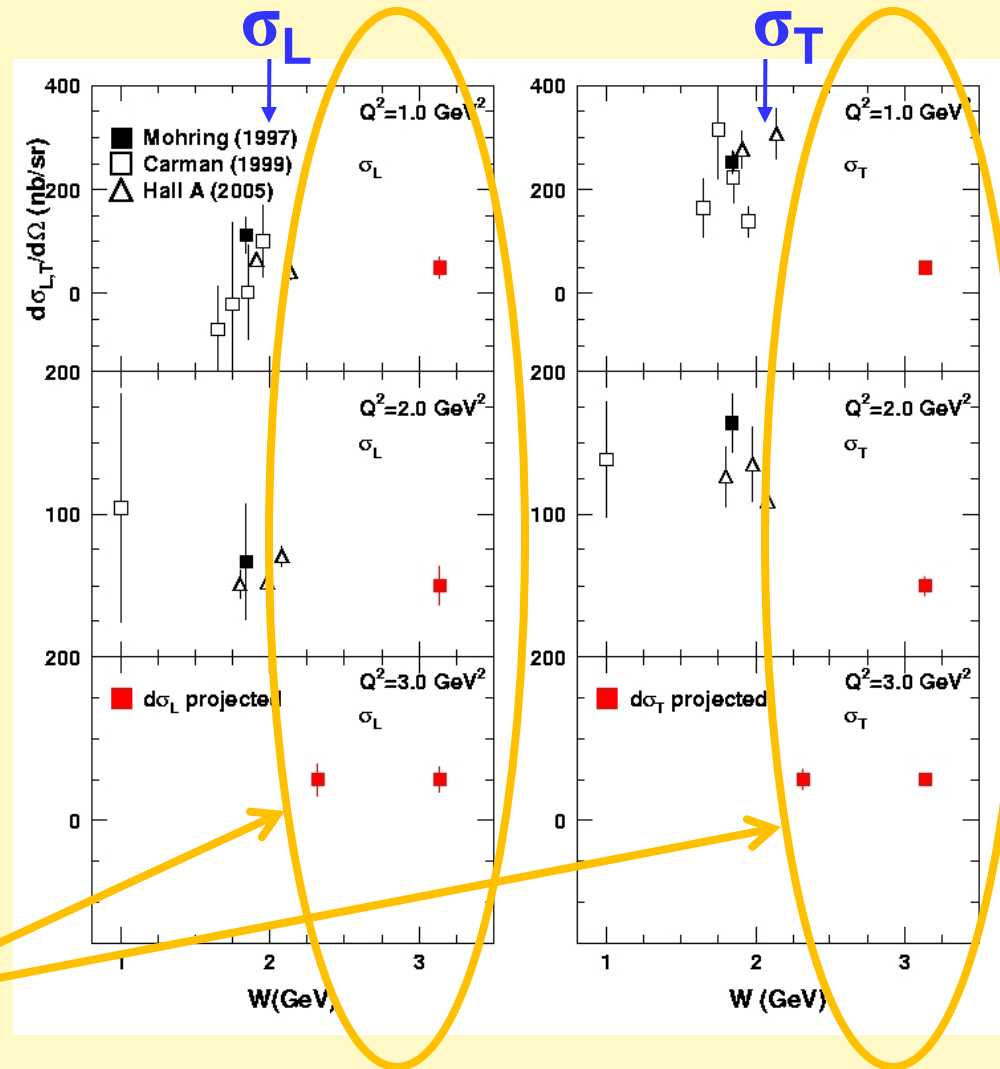 σL
σT
dσL,T/dΩ (nb/sr)
400
Q²=1.0 GeV²
Mohring (1997)
Carman (1999)
Hall A (2005)
σL
200
0
200
Q²=2.0 GeV²
σL
100
200
Q²=3.0 GeV²
dσL projected
σL
0
1 2 3
W(GeV)
400
Q²=1.0 GeV²
σT
200
0
200
Q²=2.0 GeV²
σT
100
200
Q²=3.0 GeV²
dσT projected
σT
0
1 2 3
W (GeV)